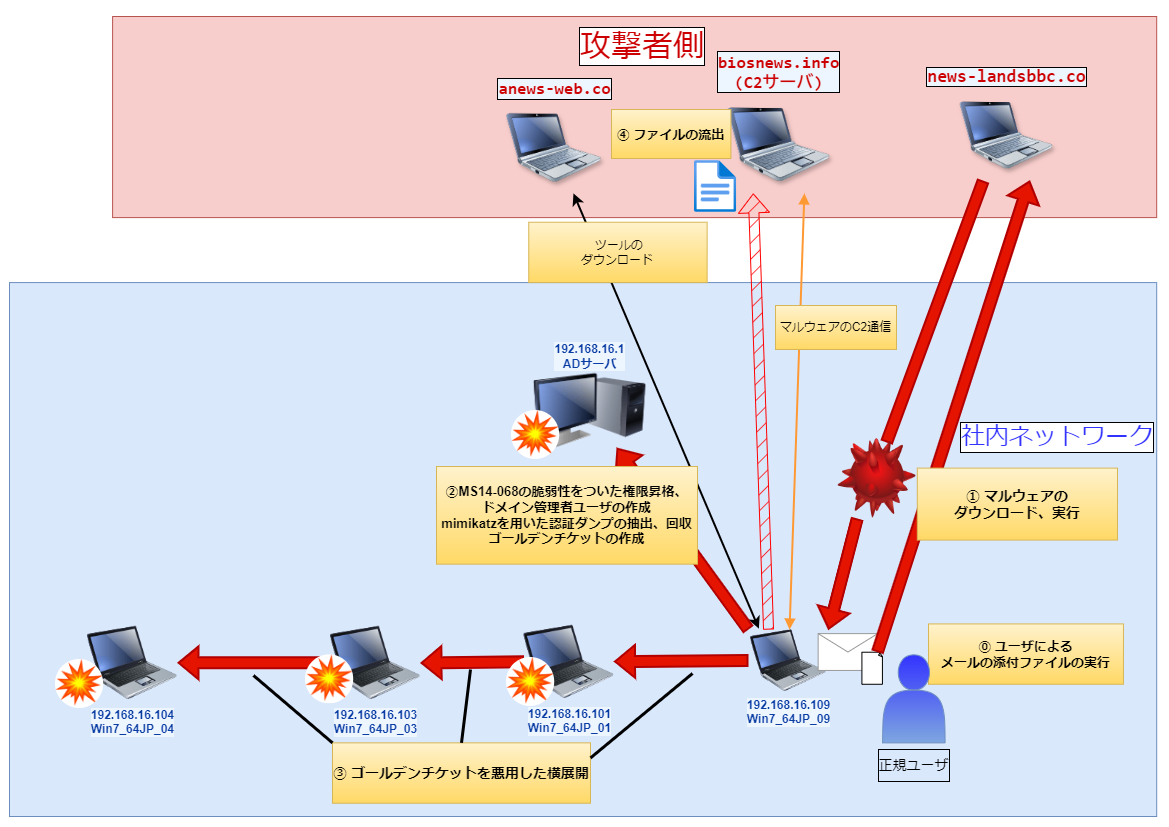 攻撃者側
anews-web.co
biosnews.info
(C2サーバ)
news-landsbbc.co
④ ファイルの流出
ツールの
ダウンロード
マルウェアのC2通信
192.168.16.1
ADサーバ
社内ネットワーク
②MS14-068の脆弱性をついた権限昇格、
ドメイン管理者ユーザの作成
mimikatzを用いた認証ダンプの抽出、回収
ゴールデンチケットの作成
① マルウェアの
ダウンロード、実行
⓪ ユーザによる
メールの添付ファイルの実行
192.168.16.104
Win7_64JP_04
192.168.16.103
Win7_64JP_03
192.168.16.101
Win7_64JP_01
192.168.16.109
Win7_64JP_09
正規ユーザ
③ ゴールデンチケットを悪用した横展開